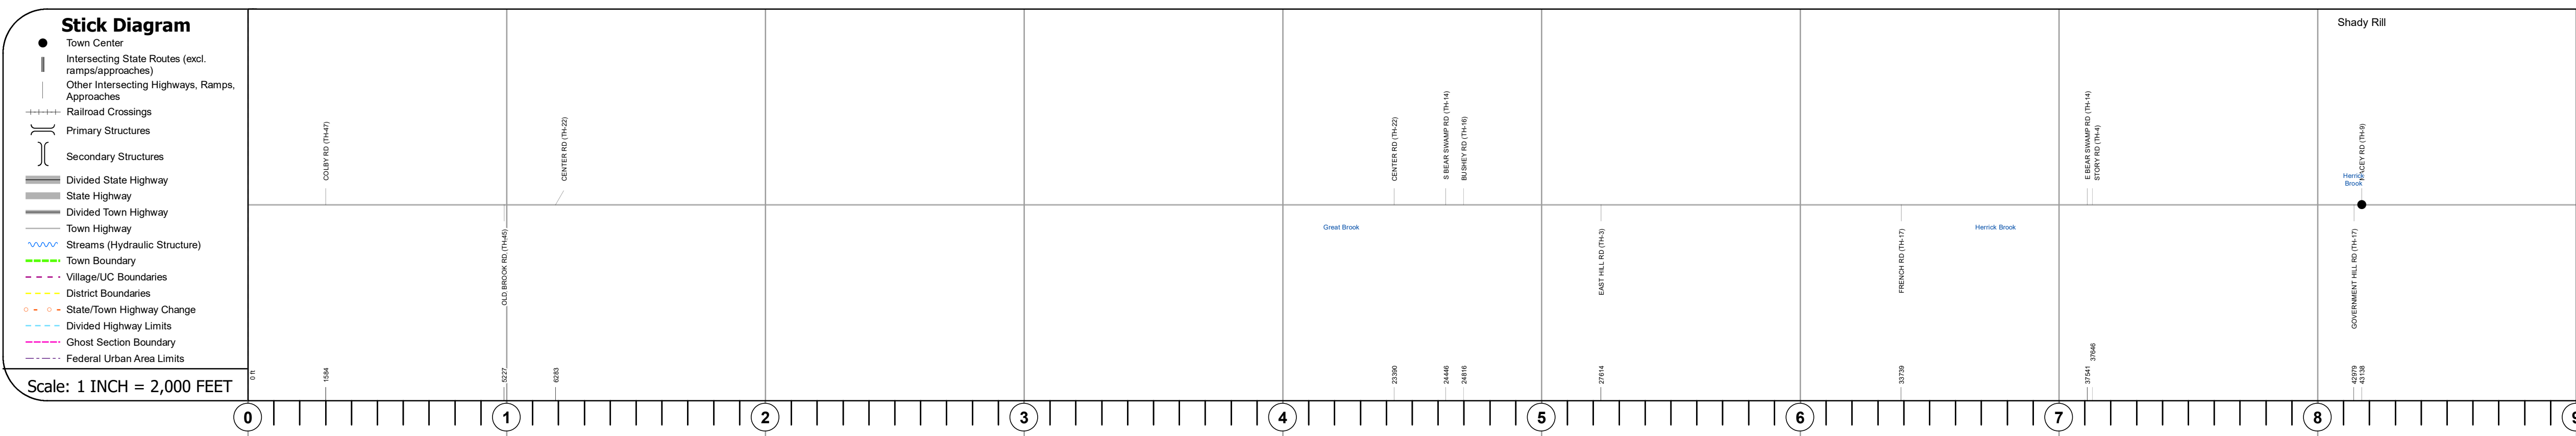 Stick Diagram
Town Center
Intersecting State Routes (excl.
ramps/approaches)
Other Intersecting Highways, Ramps,
Approaches
Railroad Crossings
Primary Structures
Secondary Structures
Divided State Highway
State Highway
Divided Town Highway
Town Highway
Streams (Hydraulic Structure)
Town Boundary
Village/UC Boundaries
District Boundaries
State/Town Highway Change
Divided Highway Limits
Ghost Section Boundary
Federal Urban Area Limits
Scale: 1 INCH = 2,000 FEET
Shady Rill
COLBY RD (TH-47)
CENTER RD (TH-22)
CENTER RD (TH-22)
S BEAR SWAMP RD (TH-14)
BUSHEY RD (TH-16)
E BEAR SWAMP RD (TH-14)
STORY RD (TH-4)
RD (TH-9)
Herrick
Brook
OLD BROOK RD (TH-45)
Great Brook
EAST HILL RD (TH-3)
FRENCH RD (TH-17)
Herrick Brook
GOVERNMENT HILL RD (TH-17)
0 ft
1584
5227
6283
23390
24446
24816
27614
33739
37541
37646
42979
43138
0
1
2
3
4
5
6
7
8
9